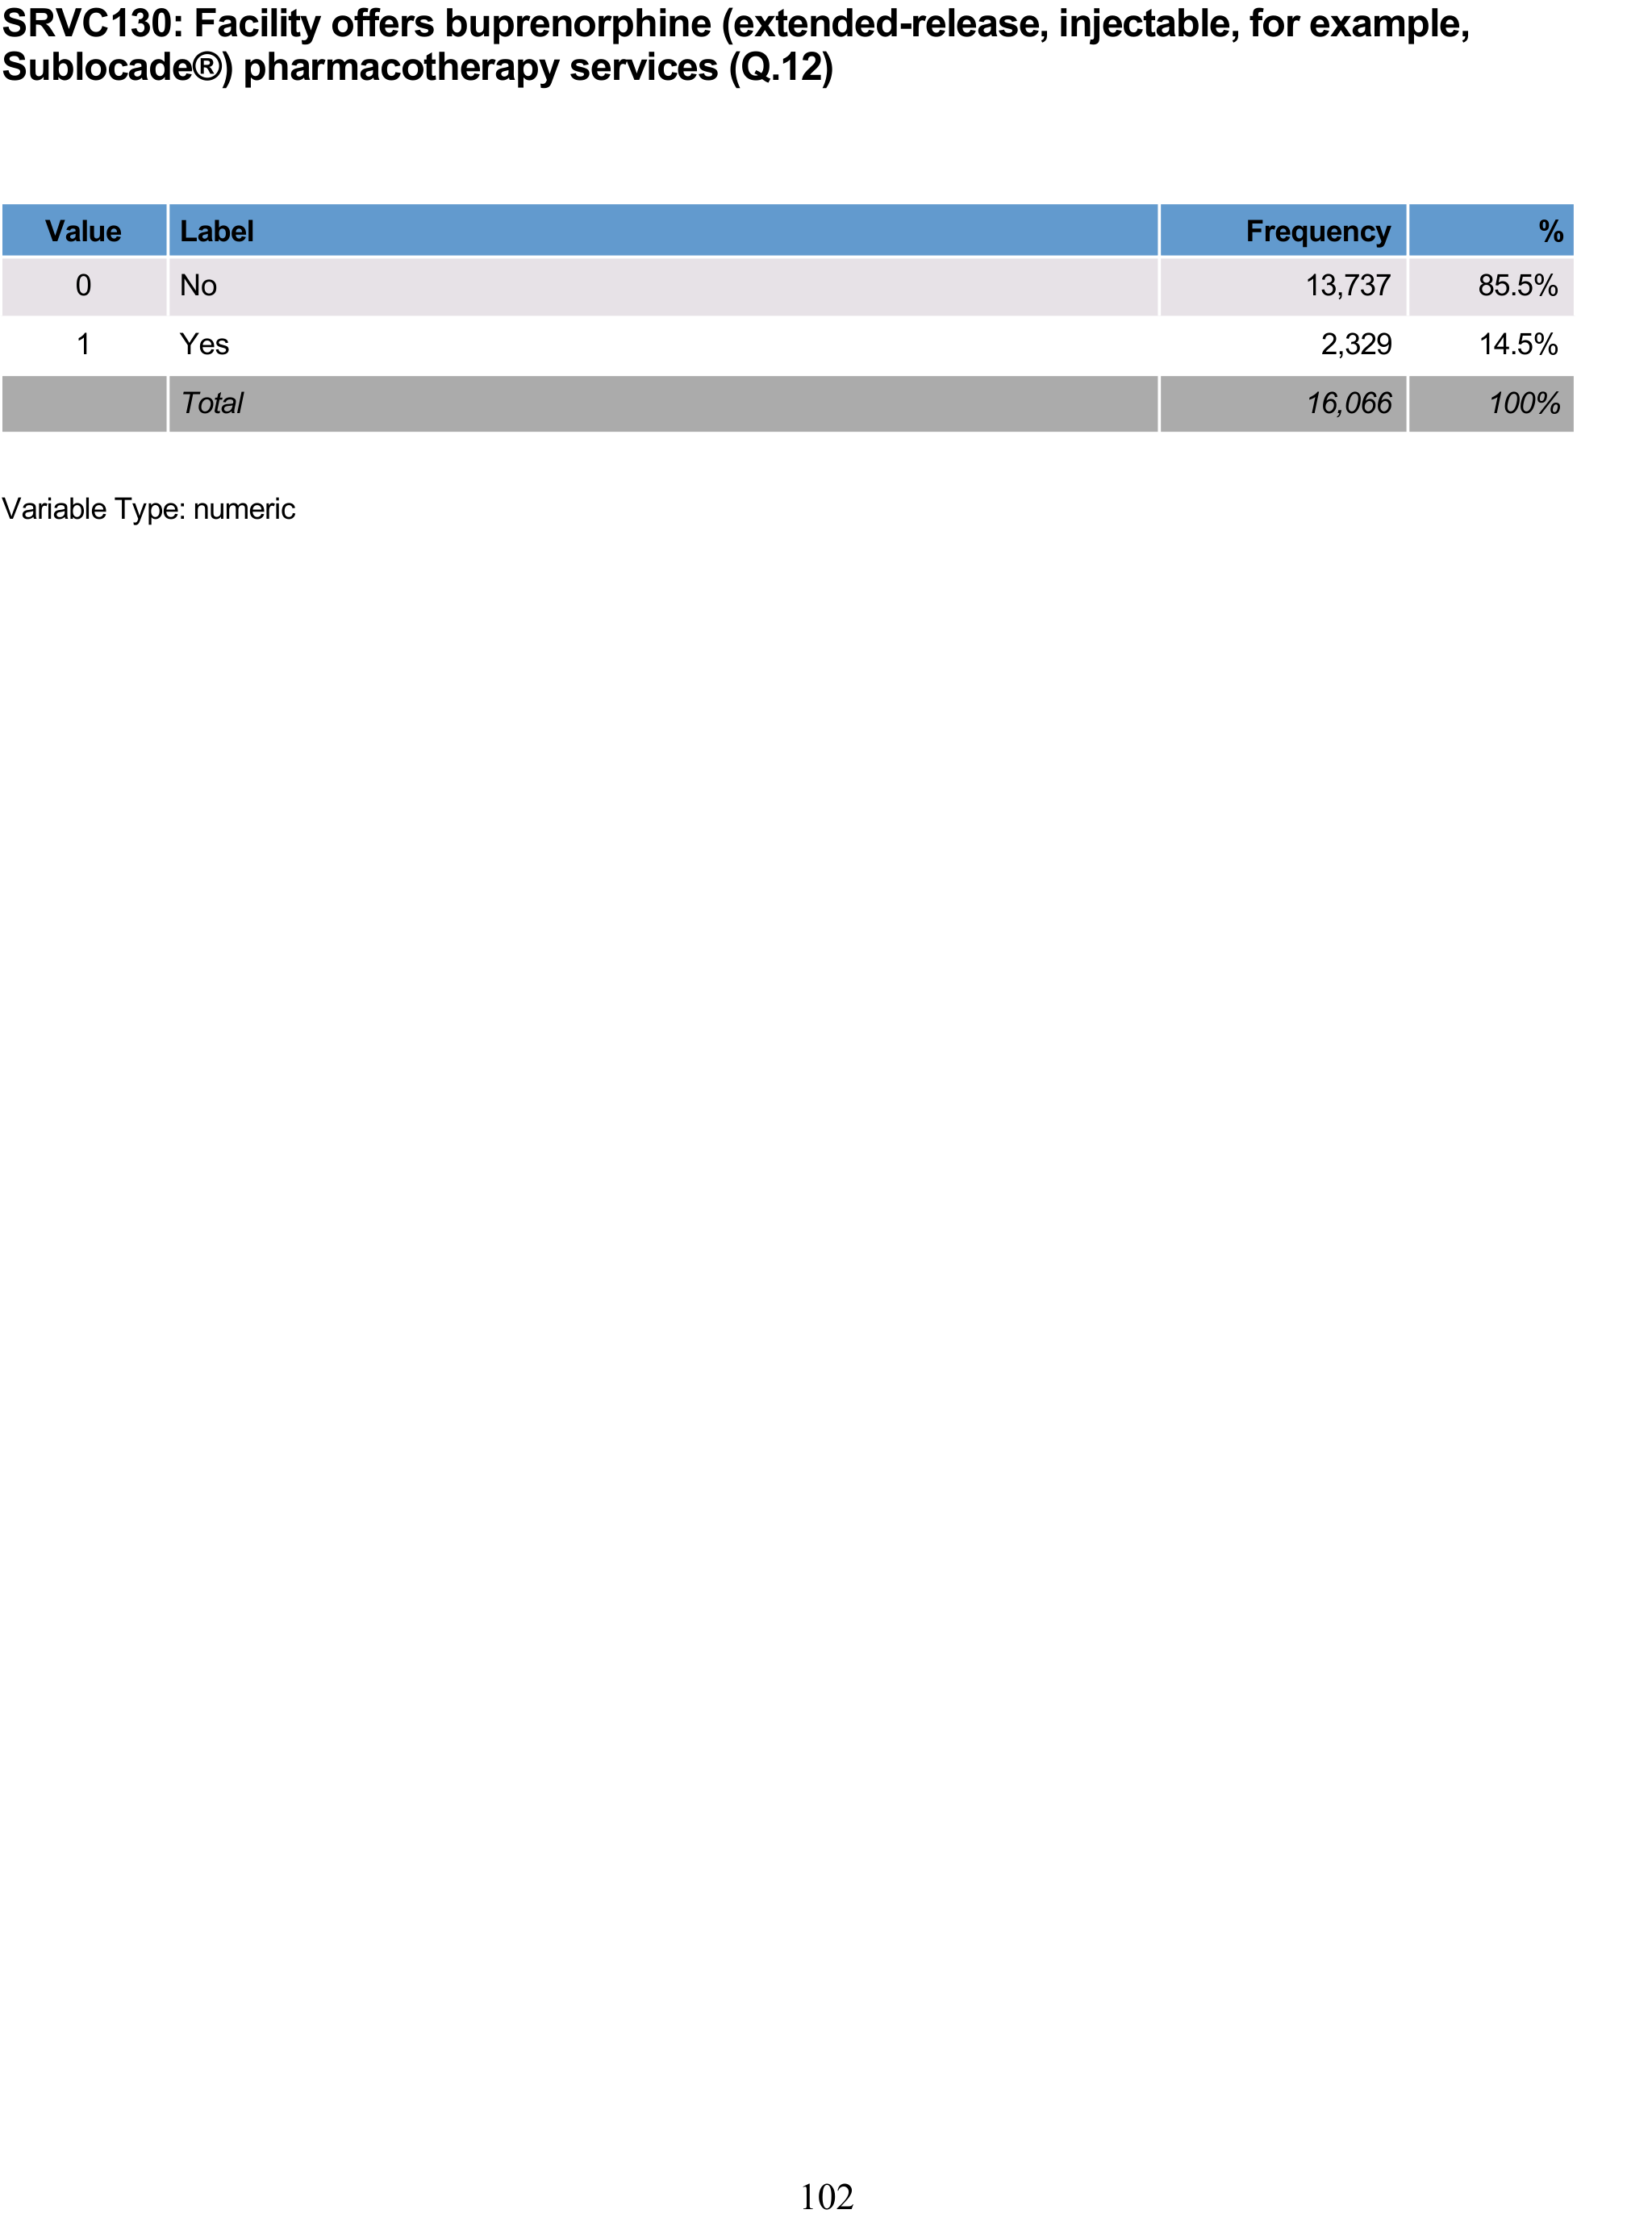 SRVC130: Facility offers buprenorphine (extended-release, injectable, for example,
Sublocade®) pharmacotherapy services (Q.12)
Value Label Frequency %
0 No 13,737 85.5%
1 Yes 2,329 14.5%
Total 16,066 100%
Variable Type: numeric
102